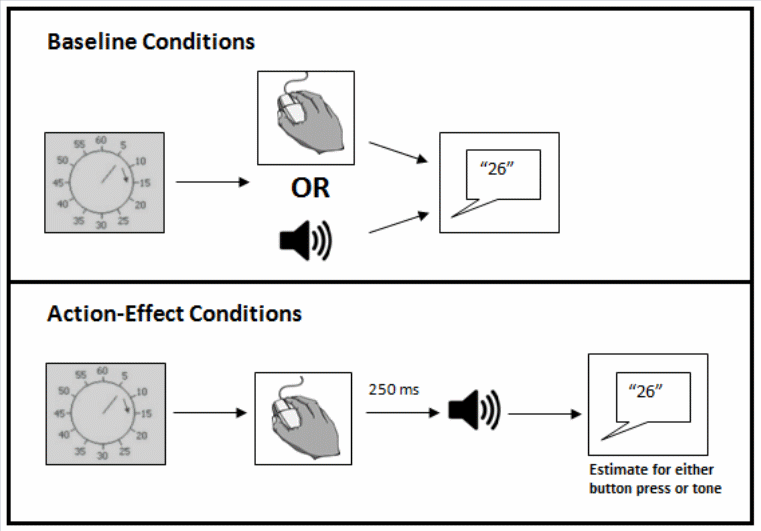 Baseline Conditions
60
55 5
50 10
45 15
40 20
35 25
30
OR
“26”
Action-Effect Conditions
60
55 5
50 10
45 15
40 20
35 25
30
250 ms
“26”
Estimate for either
button press or tone